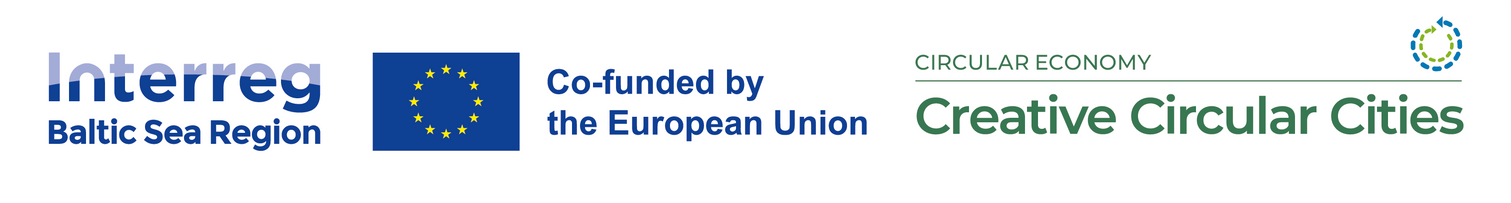 Interreg
Baltic Sea Region
Co-funded by
the European Union
CIRCULAR ECONOMY
Creative Circular Cities